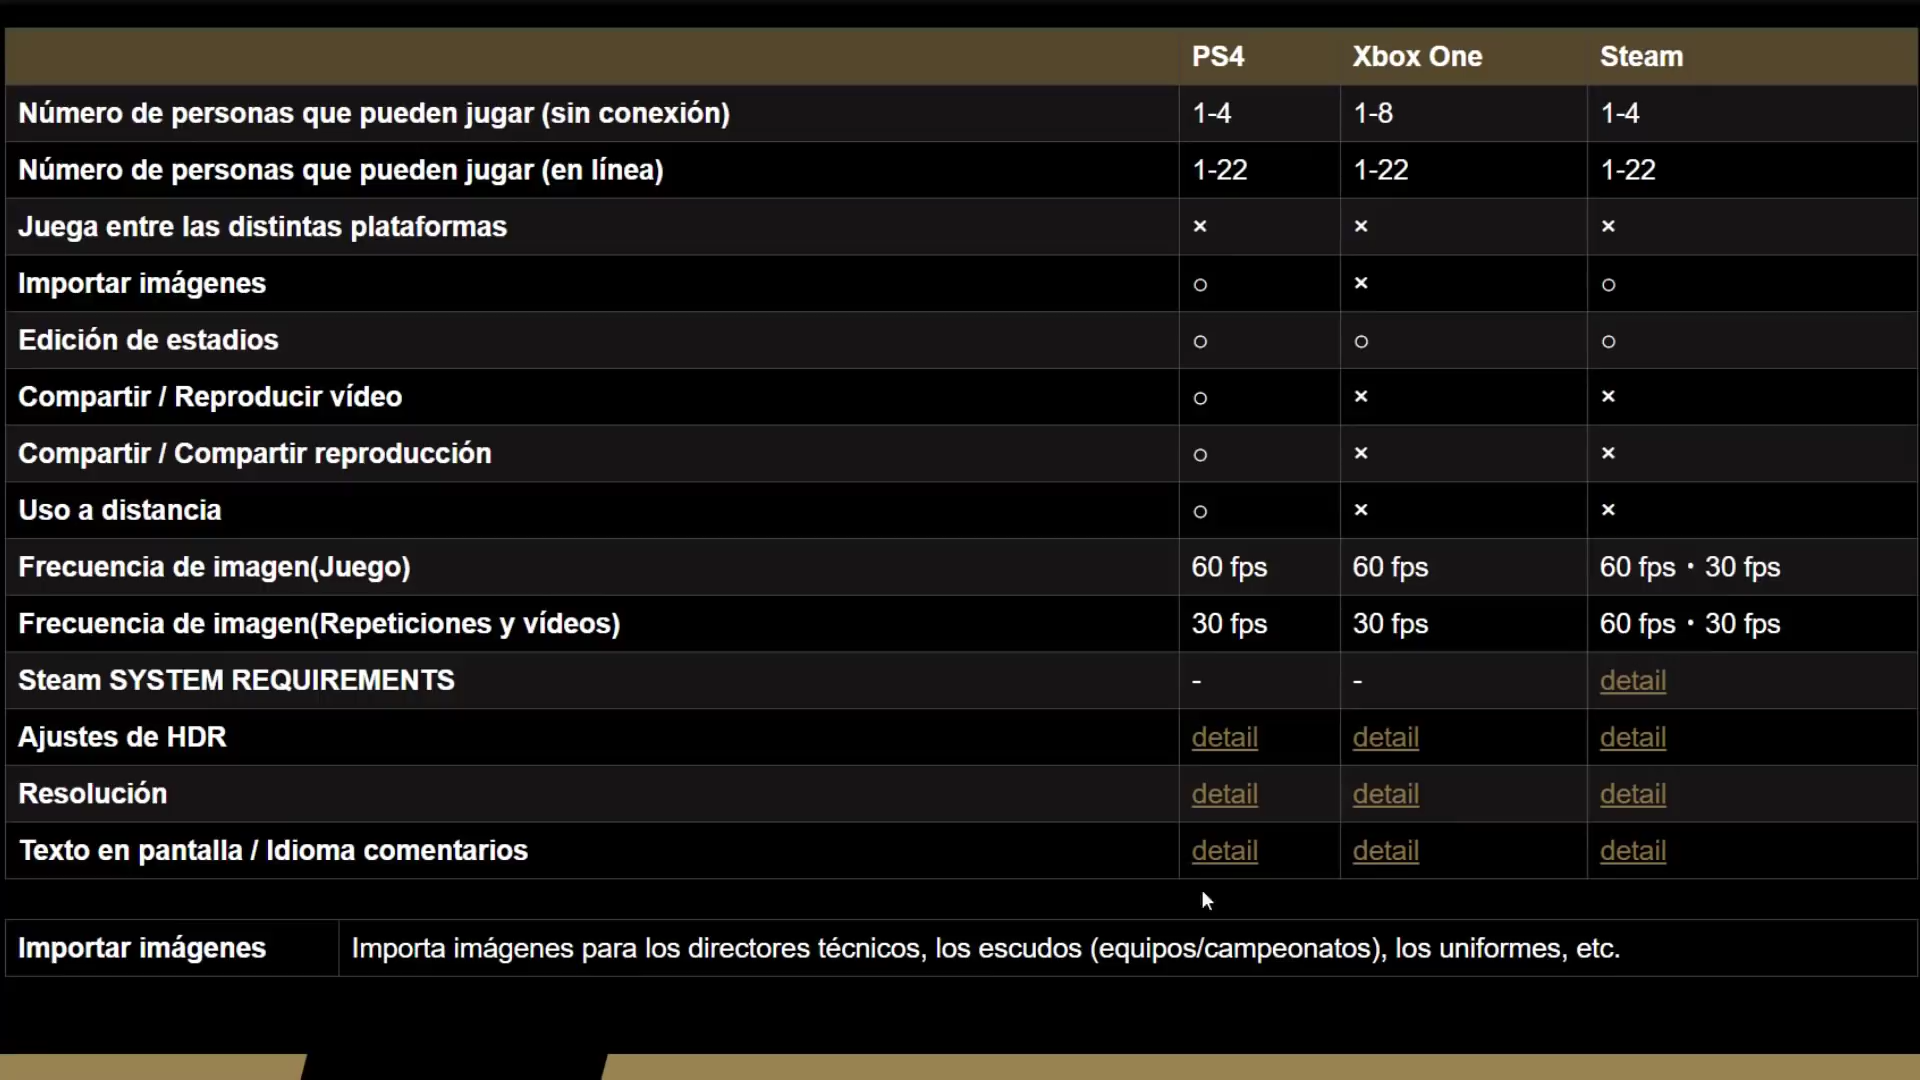 PS4 Xbox One Steam
Número de personas que pueden jugar (sin conexión) 1-4 1-8 1-4
Número de personas que pueden jugar (en línea) 1-22 1-22 1-22
Juega entre las distintas plataformas × × ×
Importar imágenes ○ × ○
Edición de estadios ○ ○ ○
Compartir / Reproducir vídeo ○ × ×
Compartir / Compartir reproducción ○ × ×
Uso a distancia ○ × ×
Frecuencia de imagen(Juego) 60 fps 60 fps 60 fps・30 fps
Frecuencia de imagen(Repeticiones y vídeos) 30 fps 30 fps 60 fps・30 fps
Steam SYSTEM REQUIREMENTS - - detail
Ajustes de HDR detail detail detail
Resolución detail detail detail
Texto en pantalla / Idioma comentarios detail detail detail
Importar imágenes Importa imágenes para los directores técnicos, los escudos (equipos/campeonatos), los uniformes, etc.